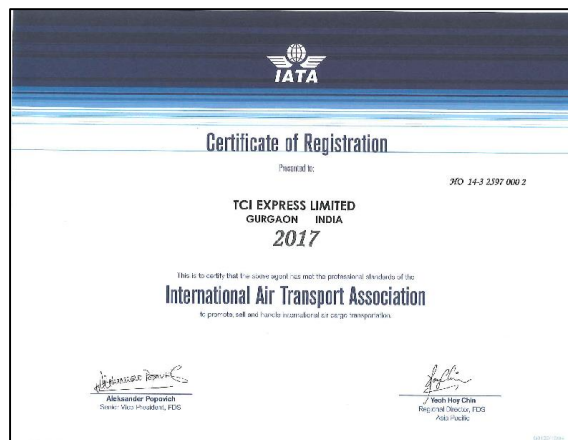 IATA
Certificate of Registration
Presented to:
HO 14-3 2597 000 2
TCI EXPRESS LIMITED
GURGAON INDIA
2017
This is to certify that the above agent has met the professional standards of the
International Air Transport Association
to promote, sell and handle international air cargo transportation.
Aleksander Popovich
Senior Vice President, FDS
Yeoh Hoy Chin
Regional Director, FDS
Asia Pacific